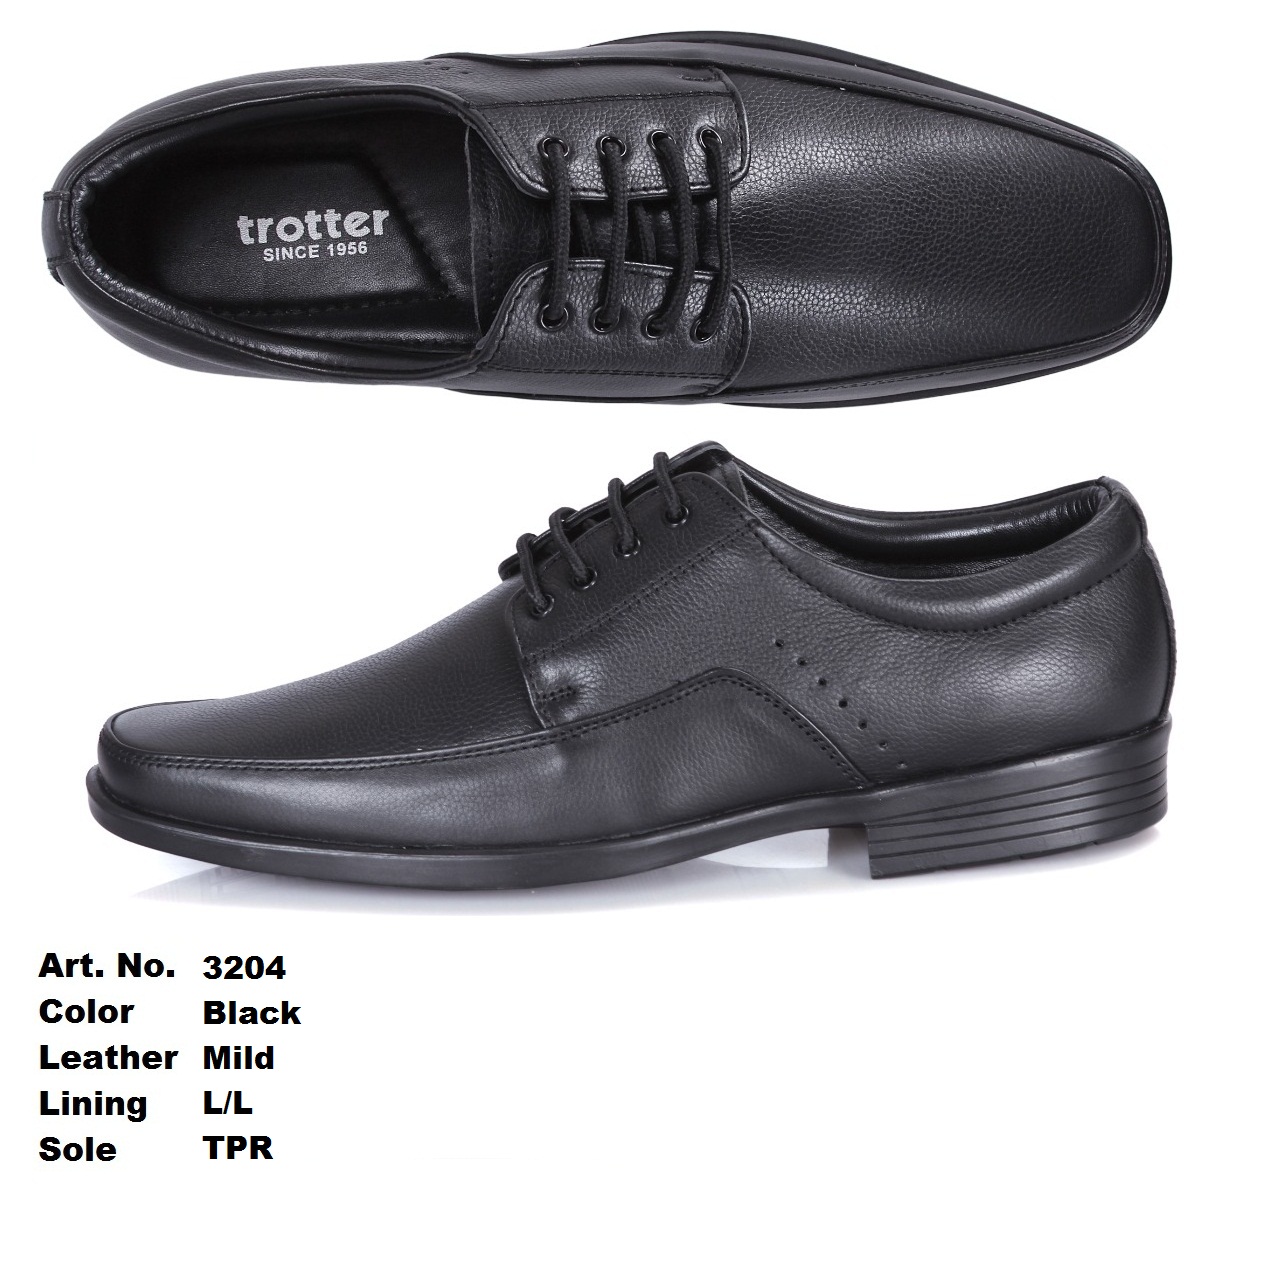 trotter
SINCE 1956
Art. No. 3204
Color Black
Leather Mild
Lining L/L
Sole TPR